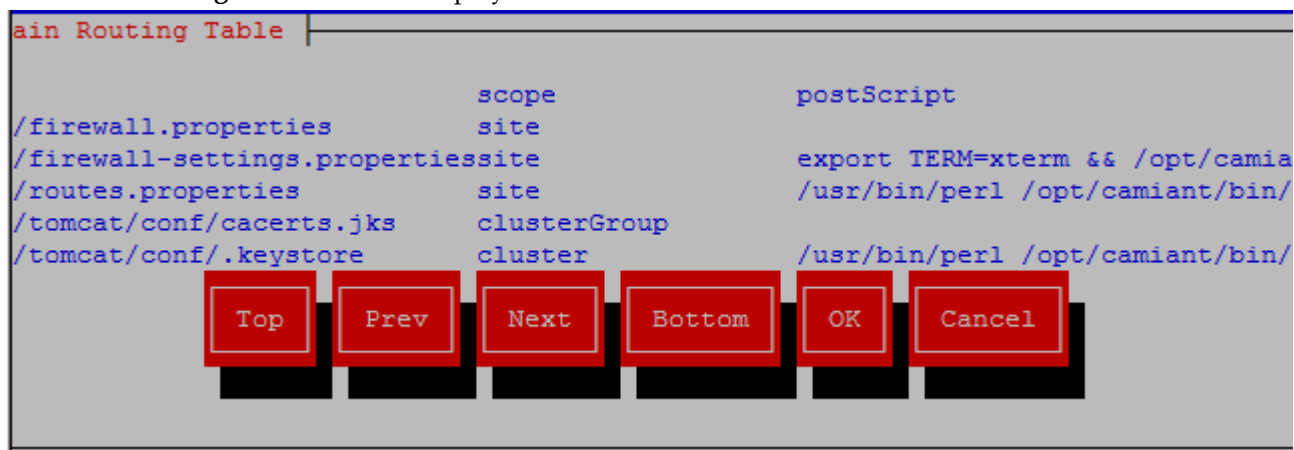 ain Routing Table
scope postScript
/firewall.properties site
/firewall-settings.propertiessite export TERM=xterm && /opt/camia
/routes.properties site /usr/bin/perl /opt/camiant/bin/
/tomcat/conf/cacerts.jks clusterGroup
/tomcat/conf/.keystore cluster /usr/bin/perl /opt/camiant/bin/
Top Prev Next Bottom OK Cancel